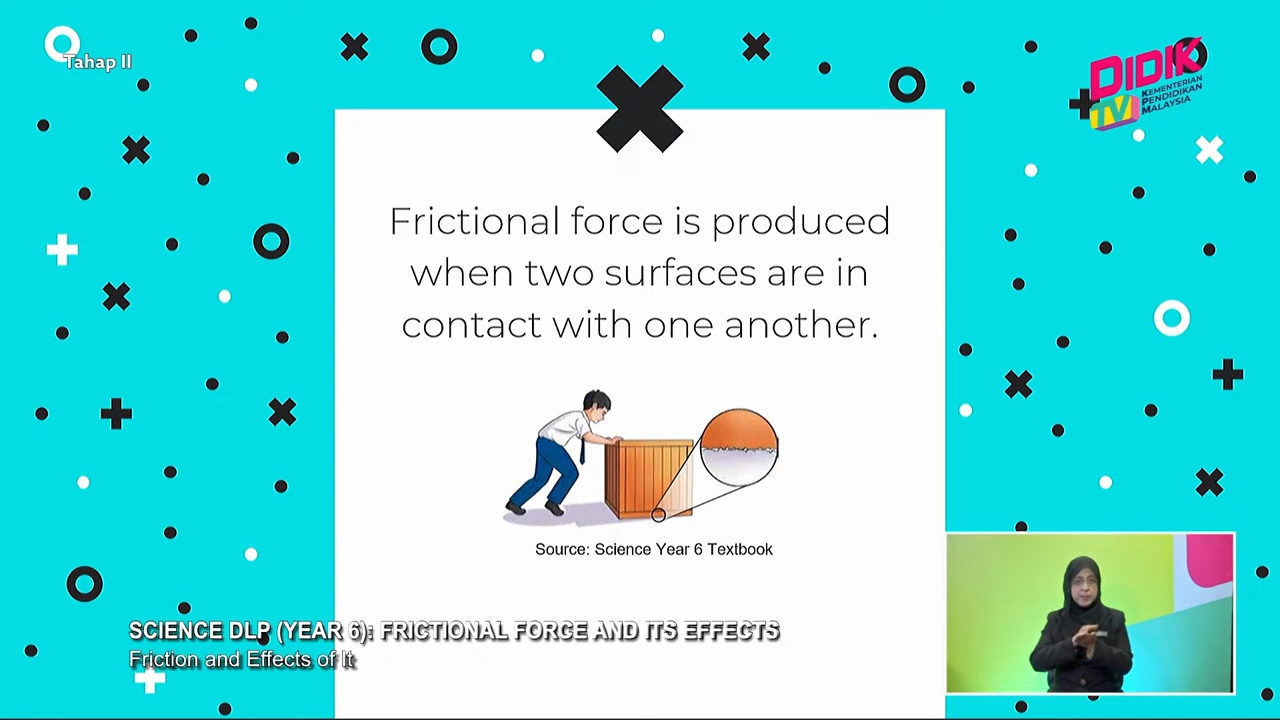 Tahap II
DIDIK
TV
KEMENTERIAN
PENDIDIKAN
MALAYSIA
Frictional force is produced
when two surfaces are in
contact with one another.
Source: Science Year 6 Textbook
SCIENCE DLP (YEAR 6): FRICTIONAL FORCE AND ITS EFFECTS
Friction and Effects of It